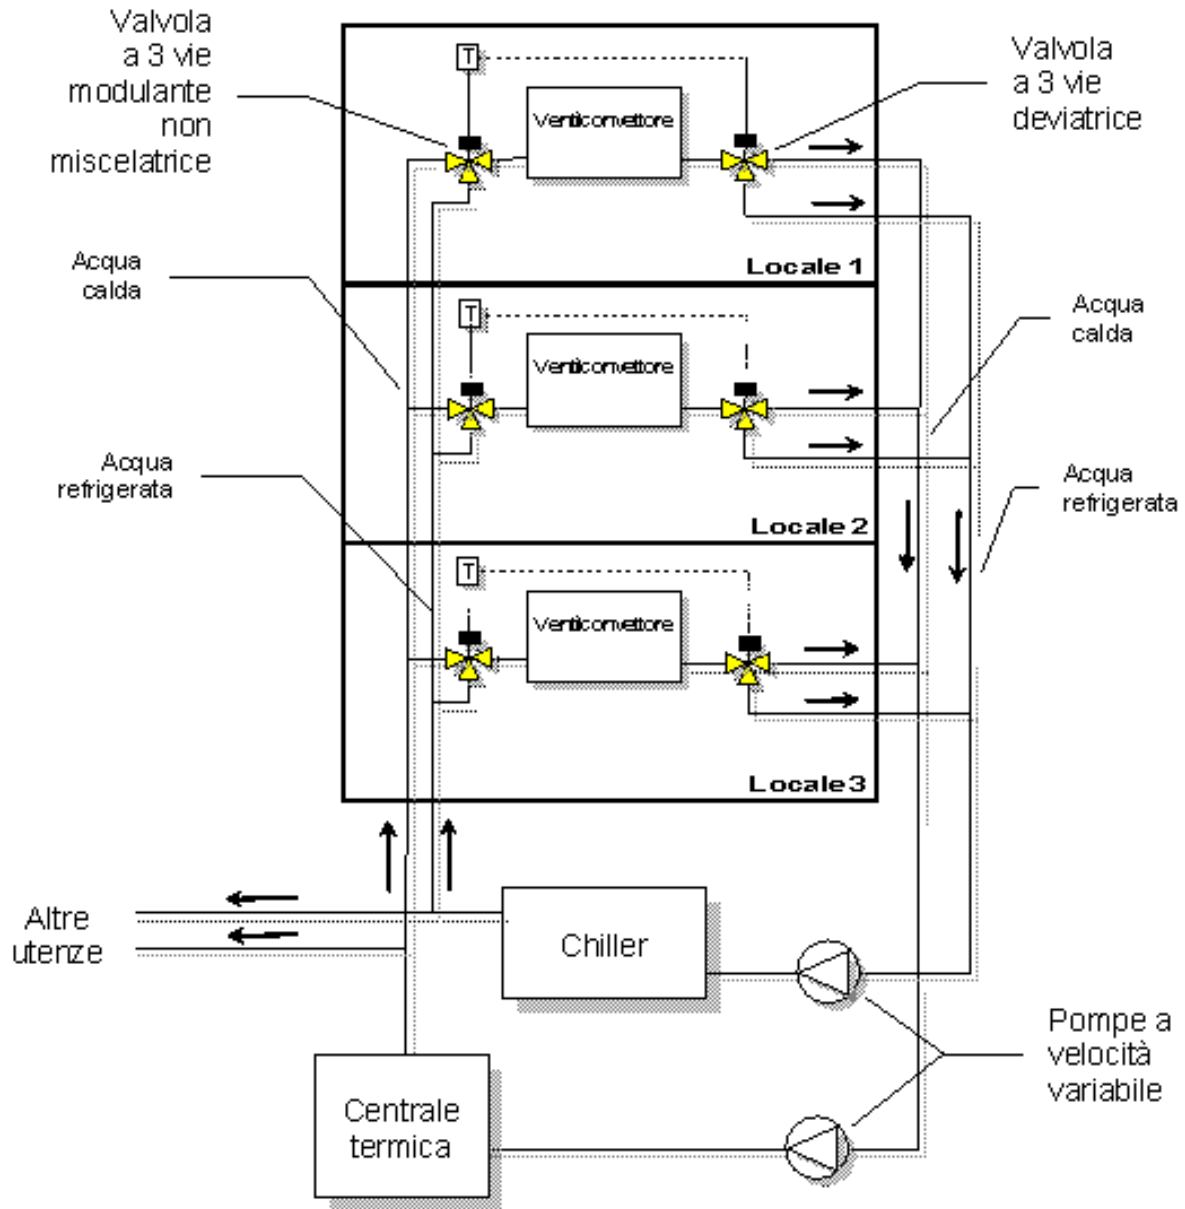 Valvola
a 3 vie
modulante
non
miscelatrice
Valvola
a 3 vie
deviatrice
T
Venticonvettore
Locale 1
Acqua
calda
Acqua
calda
T
Venticonvettore
Locale 2
Acqua
refrigerata
Acqua
refrigerata
T
Venticonvettore
Locale 3
Altre
utenze
Chiller
Pompe a
velocità
variabile
Centrale
termica